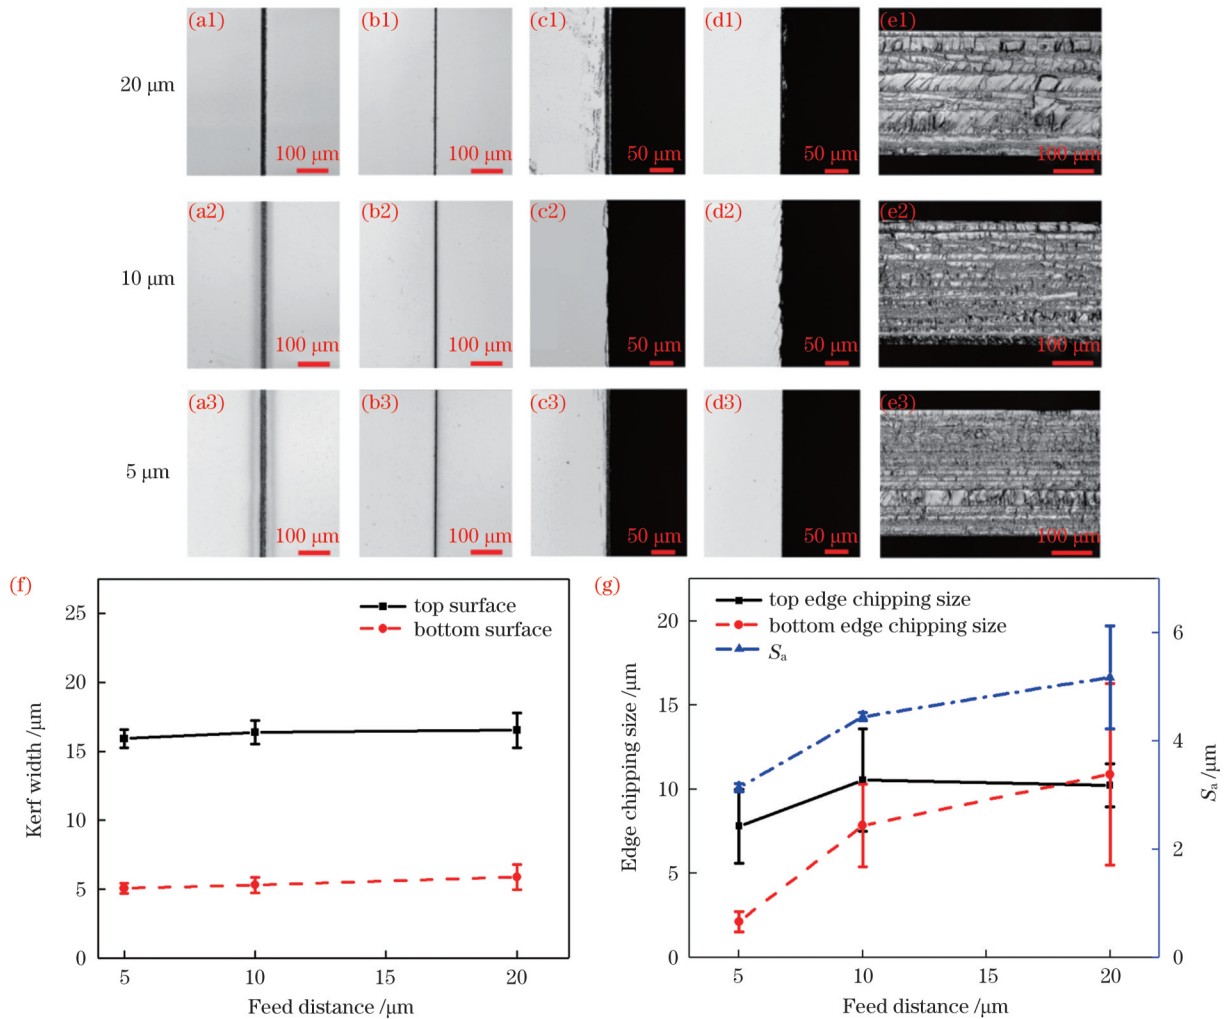 (a1) (b1) (c1) (d1) (e1)
20 μm
100 μm 100 μm 50 μm 50 μm 100 μm
(a2) (b2) (c2) (d2) (e2)
10 μm
100 μm 100 μm 50 μm 50 μm 100 μm
(a3) (b3) (c3) (d3) (e3)
5 μm
100 μm 100 μm 50 μm 50 μm 100 μm
(f)
25
20
15
10
5
0
Kerf width /μm
top surface
bottom surface
5 10 15 20
Feed distance /μm
(g)
20
15
10
5
0
Edge chipping size /μm
top edge chipping size
bottom edge chipping size
Sa
6
4
2
0
Sa /μm
5 10 15 20
Feed distance /μm